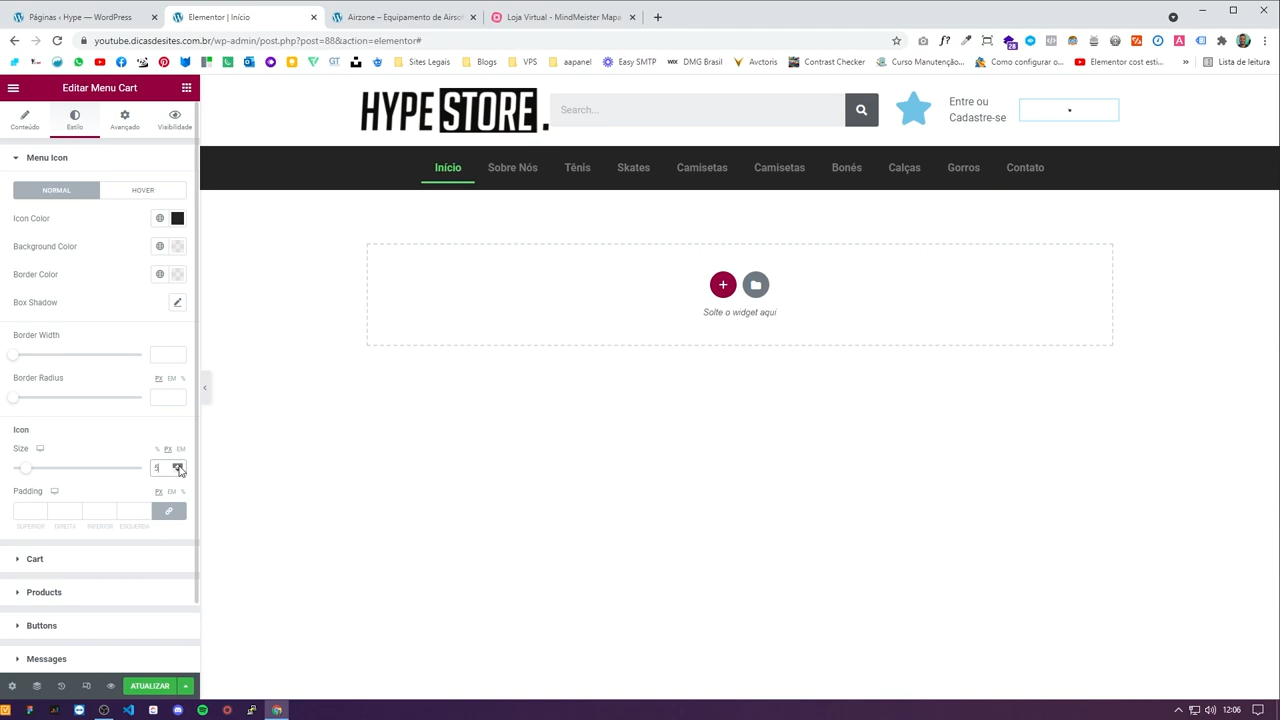 Páginas ‹ Hype — WordPress
Elementor | Início
Airzone – Equipamento de Airsof
Loja Virtual - MindMeister Mapa
youtube.dicasdesites.com.br/wp-admin/post.php?post=88&action=elementor#
28
Sites Legais
Blogs
VPS
aapanel
Easy SMTP
WIX DMG Brasil
Avctoris
Contrast Checker
Curso Manutenção...
Como configurar o...
Elementor cost esti...
»
Lista de leitura
Editar Menu Cart
Conteúdo
Estilo
Avançado
Visibilidade
Menu Icon
NORMAL
HOVER
Icon Color
Background Color
Border Color
Box Shadow
Border Width
Border Radius
PX EM %
Icon
Size
% PX EM
5
Padding
PX EM %
SUPERIOR DIREITA INFERIOR ESQUERDA
Cart
Products
Buttons
Messages
ATUALIZAR
HYPE STORE.
Search...
Entre ou
Cadastre-se
Início
Sobre Nós
Tênis
Skates
Camisetas
Camisetas
Bonés
Calças
Gorros
Contato
Solte o widget aqui
12:06